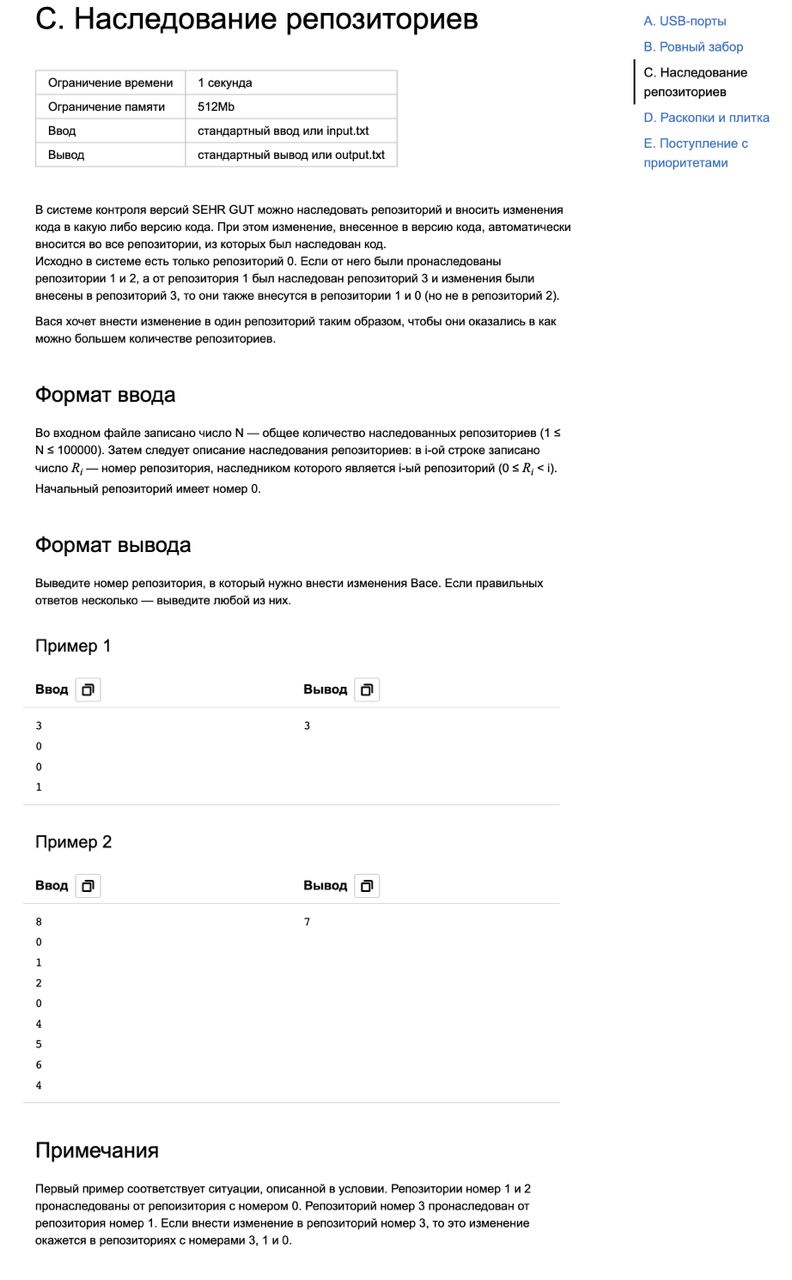 C. Наследование репозиториев
Ограничение времени 1 секунда
Ограничение памяти 512Mb
Ввод стандартный ввод или input.txt
Вывод стандартный вывод или output.txt
В системе контроля версий SEHR GUT можно наследовать репозиторий и вносить изменения
кода в какую либо версию кода. При этом изменение, внесенное в версию кода, автоматически
вносится во все репозитории, из которых был наследован код.
Исходно в системе есть только репозиторий 0. Если от него были пронаследованы
репозитории 1 и 2, а от репозитория 1 был наследован репозиторий 3 и изменения были
внесены в репозиторий 3, то они также внесутся в репозитории 1 и 0 (но не в репозиторий 2).
Вася хочет внести изменение в один репозиторий таким образом, чтобы они оказались в как
можно большем количестве репозиториев.
Формат ввода
Во входном файле записано число N — общее количество наследованных репозиториев (1 ≤
N ≤ 100000). Затем следует описание наследования репозиториев: в i-ой строке записано
число Rᵢ — номер репозитория, наследником которого является i-ый репозиторий (0 ≤ Rᵢ < i).
Начальный репозиторий имеет номер 0.
Формат вывода
Выведите номер репозитория, в который нужно внести изменения Васе. Если правильных
ответов несколько — выведите любой из них.
Пример 1
Ввод Вывод
3 3
0
0
1
Пример 2
Ввод Вывод
8 7
0
1
2
0
4
5
6
4
Примечания
Первый пример соответствует ситуации, описанной в условии. Репозитории номер 1 и 2
пронаследованы от репоизитория с номером 0. Репозиторий номер 3 пронаследован от
репозитория номер 1. Если внести изменение в репозиторий номер 3, то это изменение
окажется в репозиториях с номерами 3, 1 и 0.
A. USB-порты
B. Ровный забор
C. Наследование
репозиториев
D. Раскопки и плитка
E. Поступление с
приоритетами